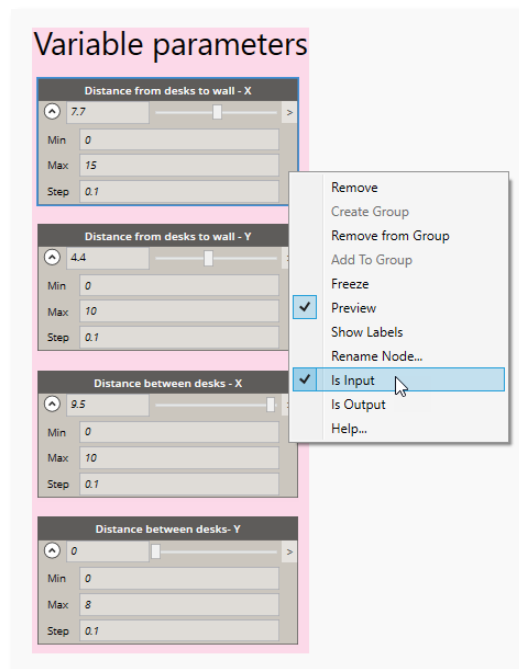 Variable parameters
Distance from desks to wall - X
7.7
>
Min 0
Max 15
Step 0.1
Distance from desks to wall - Y
4.4
Min 0
Max 10
Step 0.1
Distance between desks - X
9.5
Min 0
Max 10
Step 0.1
Distance between desks- Y
0
>
Min 0
Max 8
Step 0.1
Remove
Create Group
Remove from Group
Add To Group
Freeze
Preview
Show Labels
Rename Node...
Is Input
Is Output
Help...